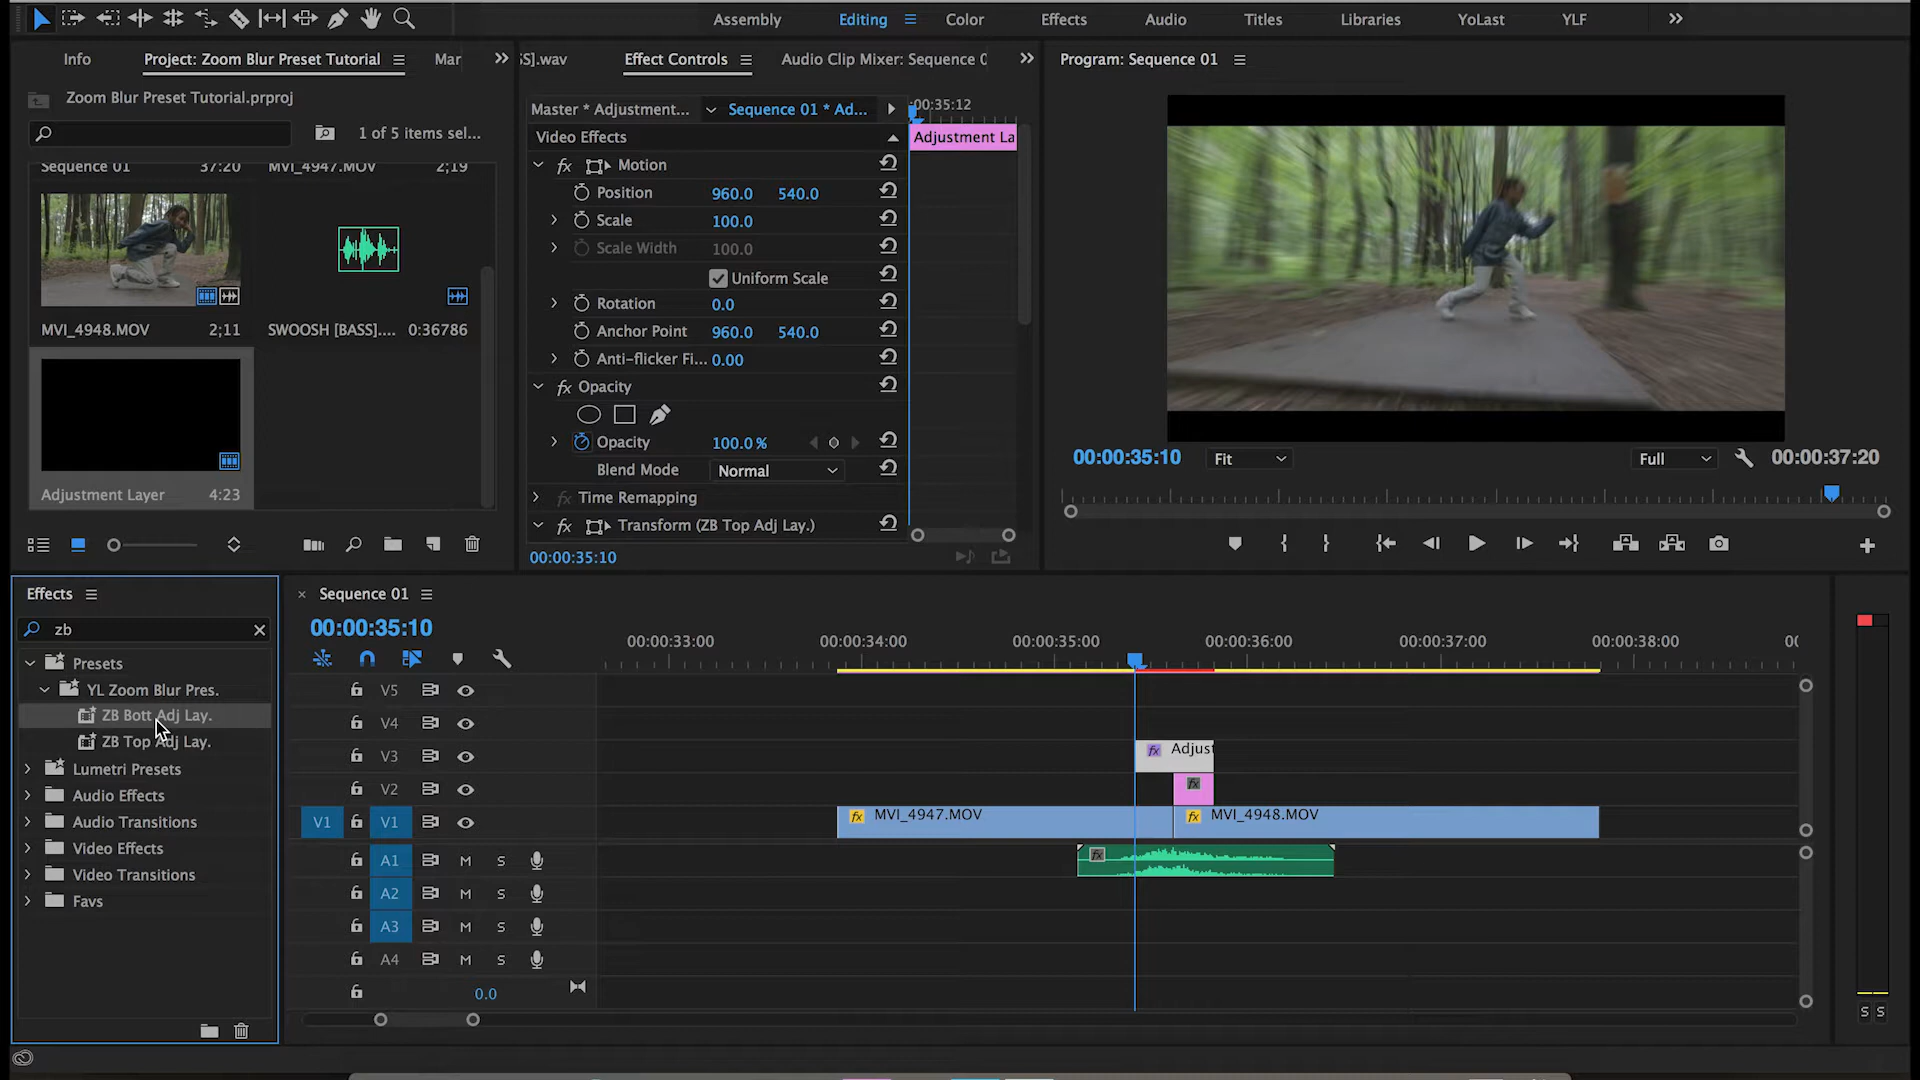 Assembly
Editing
Color
Effects
Audio
Titles
Libraries
YoLast
YLF
Info
Project: Zoom Blur Preset Tutorial
Mar
Zoom Blur Preset Tutorial.prproj
1 of 5 items sel...
Sequence 01
37:20
MVI_4947.MOV
2;19
MVI_4948.MOV
2;11
SWOOSH [BASS]....
0:36786
Adjustment Layer
4:23
SS].wav
Effect Controls
Audio Clip Mixer: Sequence 0
Master * Adjustment...
Sequence 01 * Ad...
:00:35:12
Video Effects
Adjustment La
fx Motion
Position 960.0 540.0
Scale 100.0
Scale Width 100.0
Uniform Scale
Rotation 0.0
Anchor Point 960.0 540.0
Anti-flicker Fi... 0.00
fx Opacity
Opacity 100.0 %
Blend Mode Normal
fx Time Remapping
fx Transform (ZB Top Adj Lay.)
00:00:35:10
Program: Sequence 01
00:00:35:10
Fit
Full
00:00:37:20
Effects
zb
Presets
YL Zoom Blur Pres.
ZB Bott Adj Lay.
ZB Top Adj Lay.
Lumetri Presets
Audio Effects
Audio Transitions
Video Effects
Video Transitions
Favs
Sequence 01
00:00:35:10
00:00:33:00
00:00:34:00
00:00:35:00
00:00:36:00
00:00:37:00
00:00:38:00
00
V5
V4
V3
fx Adjust
V2
fx
V1 V1
fx MVI_4947.MOV
fx MVI_4948.MOV
A1 M S
fx
A2 M S
A3 M S
A4 M S
0.0
S S